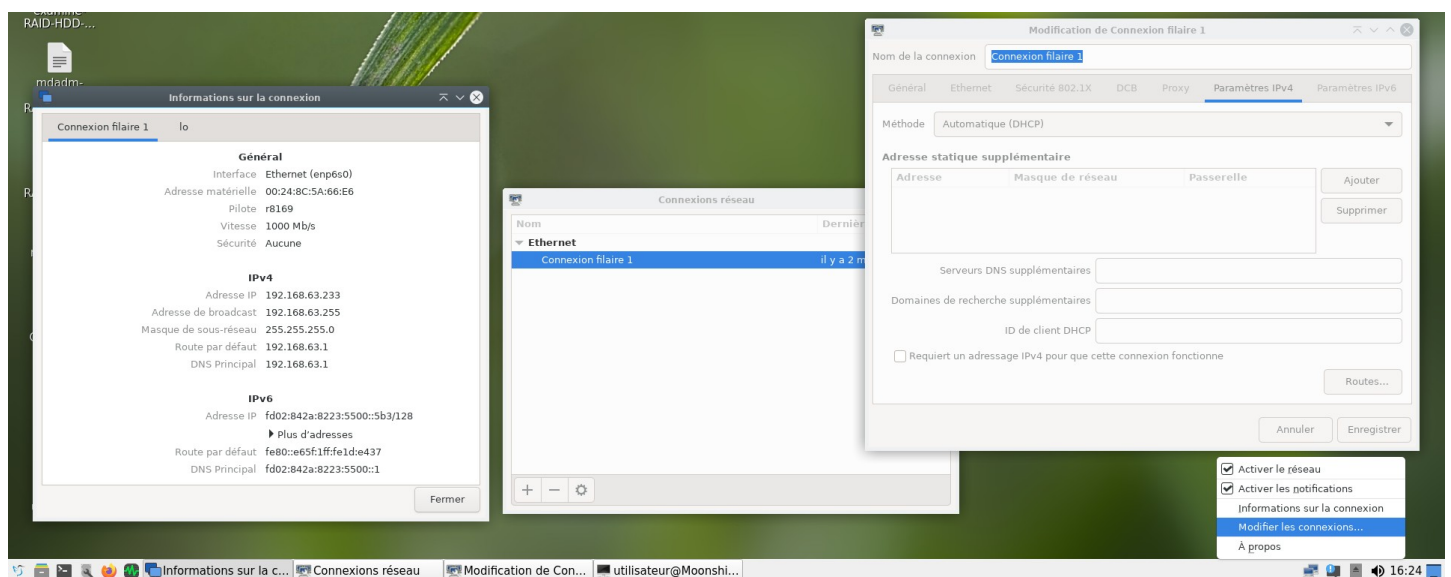 RAID-HDD-...
mdadm-
Informations sur la connexion
Connexion filaire 1 lo
Général
Interface Ethernet (enp6s0)
Adresse matérielle 00:24:8C:5A:66:E6
Pilote r8169
Vitesse 1000 Mb/s
Sécurité Aucune
IPv4
Adresse IP 192.168.63.233
Adresse de broadcast 192.168.63.255
Masque de sous-réseau 255.255.255.0
Route par défaut 192.168.63.1
DNS Principal 192.168.63.1
IPv6
Adresse IP fd02:842a:8223:5500::5b3/128
Plus d'adresses
Route par défaut fe80::e65f:1ff:fe1d:e437
DNS Principal fd02:842a:8223:5500::1
Fermer
Connexions réseau
Nom Dernièr
Ethernet
Connexion filaire 1 il y a 2 m
Modification de Connexion filaire 1
Nom de la connexion Connexion filaire 1
Général Ethernet Sécurité 802.1X DCB Proxy Paramètres IPv4 Paramètres IPv6
Méthode Automatique (DHCP)
Adresse statique supplémentaire
Adresse Masque de réseau Passerelle Ajouter
Supprimer
Serveurs DNS supplémentaires
Domaines de recherche supplémentaires
ID de client DHCP
Requiert un adressage IPv4 pour que cette connexion fonctionne
Routes...
Annuler Enregistrer
Activer le réseau
Activer les notifications
Informations sur la connexion
Modifier les connexions...
À propos
Informations sur la c... Connexions réseau Modification de Con... utilisateur@Moonshi... 16:24